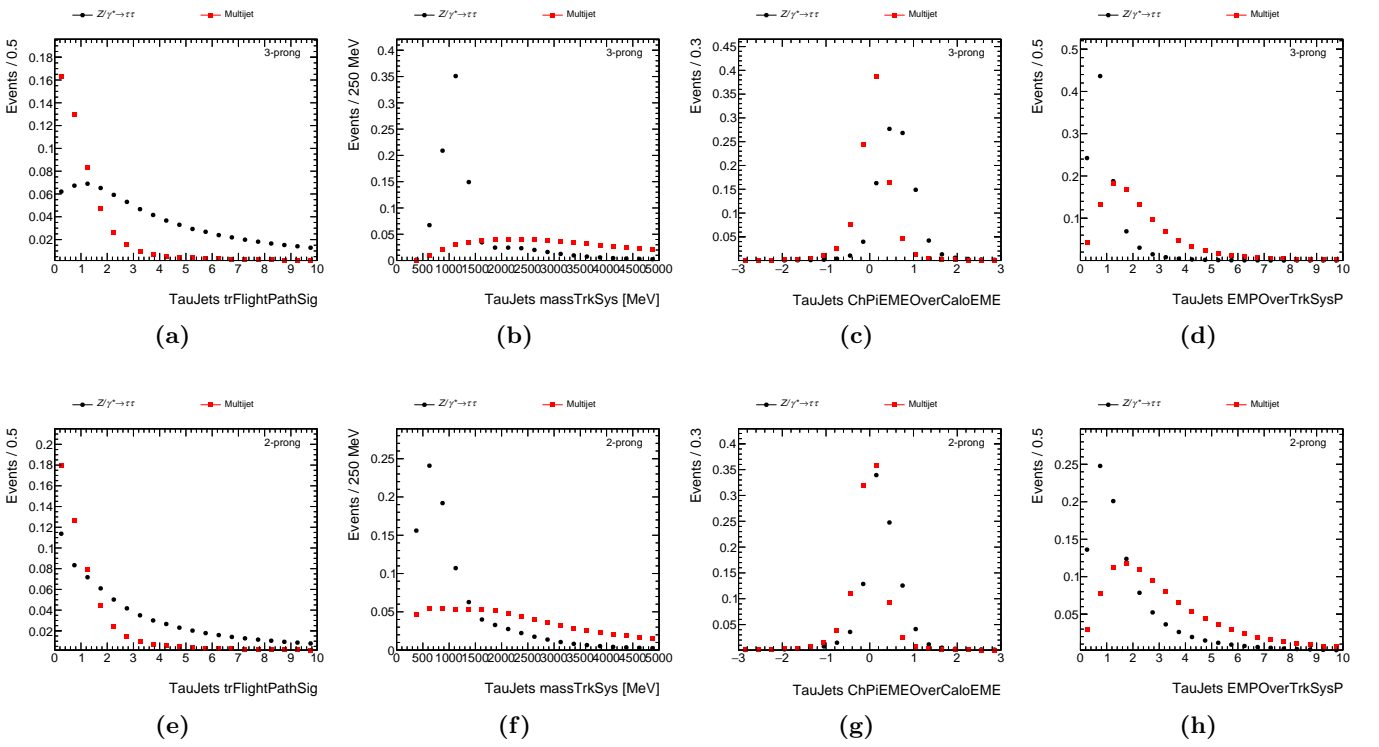 Z/γ*→ττ Multijet
3-prong
Events / 0.5
0.18
0.16
0.14
0.12
0.1
0.08
0.06
0.04
0.02
0 1 2 3 4 5 6 7 8 9 10
TauJets trFlightPathSig
(a)
Z/γ*→ττ Multijet
3-prong
Events / 250 MeV
0.4
0.35
0.3
0.25
0.2
0.15
0.1
0.05
0
0 500 1000 1500 2000 2500 3000 3500 4000 4500 5000
TauJets massTrkSys [MeV]
(b)
Z/γ*→ττ Multijet
3-prong
Events / 0.3
0.45
0.4
0.35
0.3
0.25
0.2
0.15
0.1
0.05
−3 −2 −1 0 1 2 3
TauJets ChPiEMEOverCaloEME
(c)
Z/γ*→ττ Multijet
3-prong
Events / 0.5
0.5
0.4
0.3
0.2
0.1
0 1 2 3 4 5 6 7 8 9 10
TauJets EMPOverTrkSysP
(d)
Z/γ*→ττ Multijet
2-prong
Events / 0.5
0.2
0.18
0.16
0.14
0.12
0.1
0.08
0.06
0.04
0.02
0 1 2 3 4 5 6 7 8 9 10
TauJets trFlightPathSig
(e)
Z/γ*→ττ Multijet
2-prong
Events / 250 MeV
0.25
0.2
0.15
0.1
0.05
0
0 500 1000 1500 2000 2500 3000 3500 4000 4500 5000
TauJets massTrkSys [MeV]
(f)
Z/γ*→ττ Multijet
2-prong
Events / 0.3
0.4
0.35
0.3
0.25
0.2
0.15
0.1
0.05
−3 −2 −1 0 1 2 3
TauJets ChPiEMEOverCaloEME
(g)
Z/γ*→ττ Multijet
2-prong
Events / 0.5
0.25
0.2
0.15
0.1
0.05
0 1 2 3 4 5 6 7 8 9 10
TauJets EMPOverTrkSysP
(h)